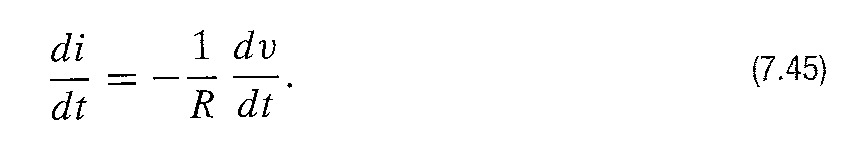 di/dt = −1/R dv/dt. (7.45)